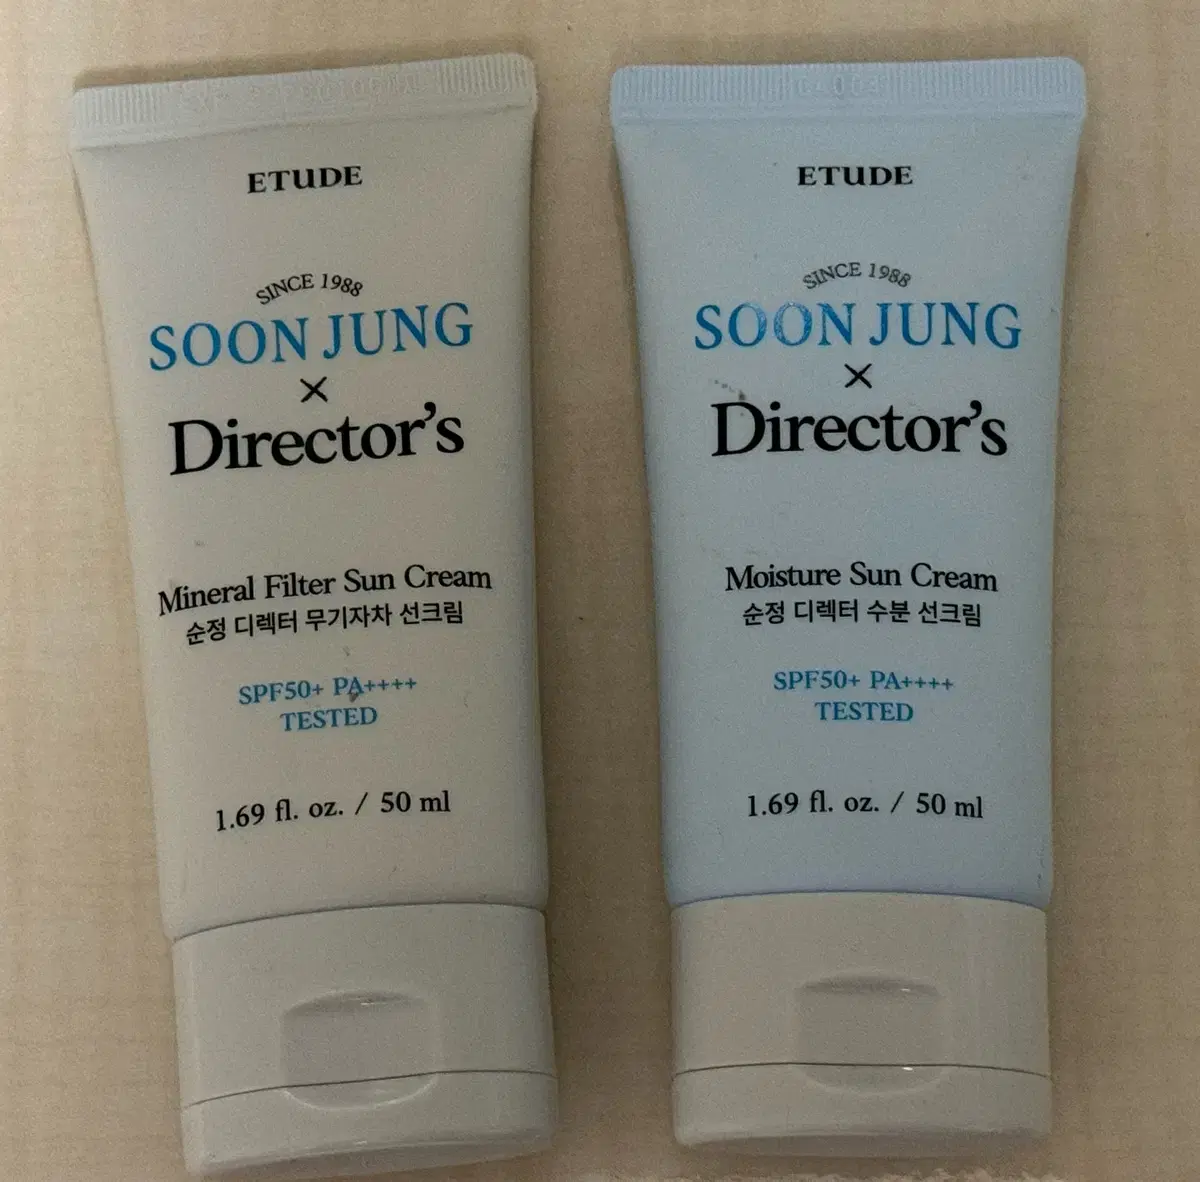 ETUDE
SINCE 1988
SOON JUNG
×
Director's
Mineral Filter Sun Cream
순정 디렉터 무기자차 선크림
SPF50+ PA++++
TESTED
1.69 fl. oz. / 50 ml
ETUDE
SINCE 1988
SOON JUNG
×
Director's
Moisture Sun Cream
순정 디렉터 수분 선크림
SPF50+ PA++++
TESTED
1.69 fl. oz. / 50 ml